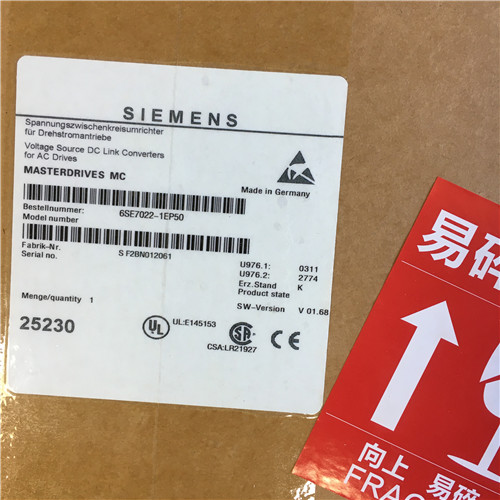 SIEMENS
Spannungszwischenkreisumrichter
für Drehstromantriebe
Voltage Source DC Link Converters
for AC Drives
MASTERDRIVES MC
Made in Germany
Bestellnummer: 6SE7022-1EP50
Model number
Fabrik-Nr. S F2BN012061
Serial no.
U976.1: 0311
U976.2: 2774
Erz.Stand K
Product state
SW-Version V 01.68
Menge/quantity 1
25230
UL
UL:E145153
SA
CSA:LR21927
CE
易碎
向上 易碎
FRAG